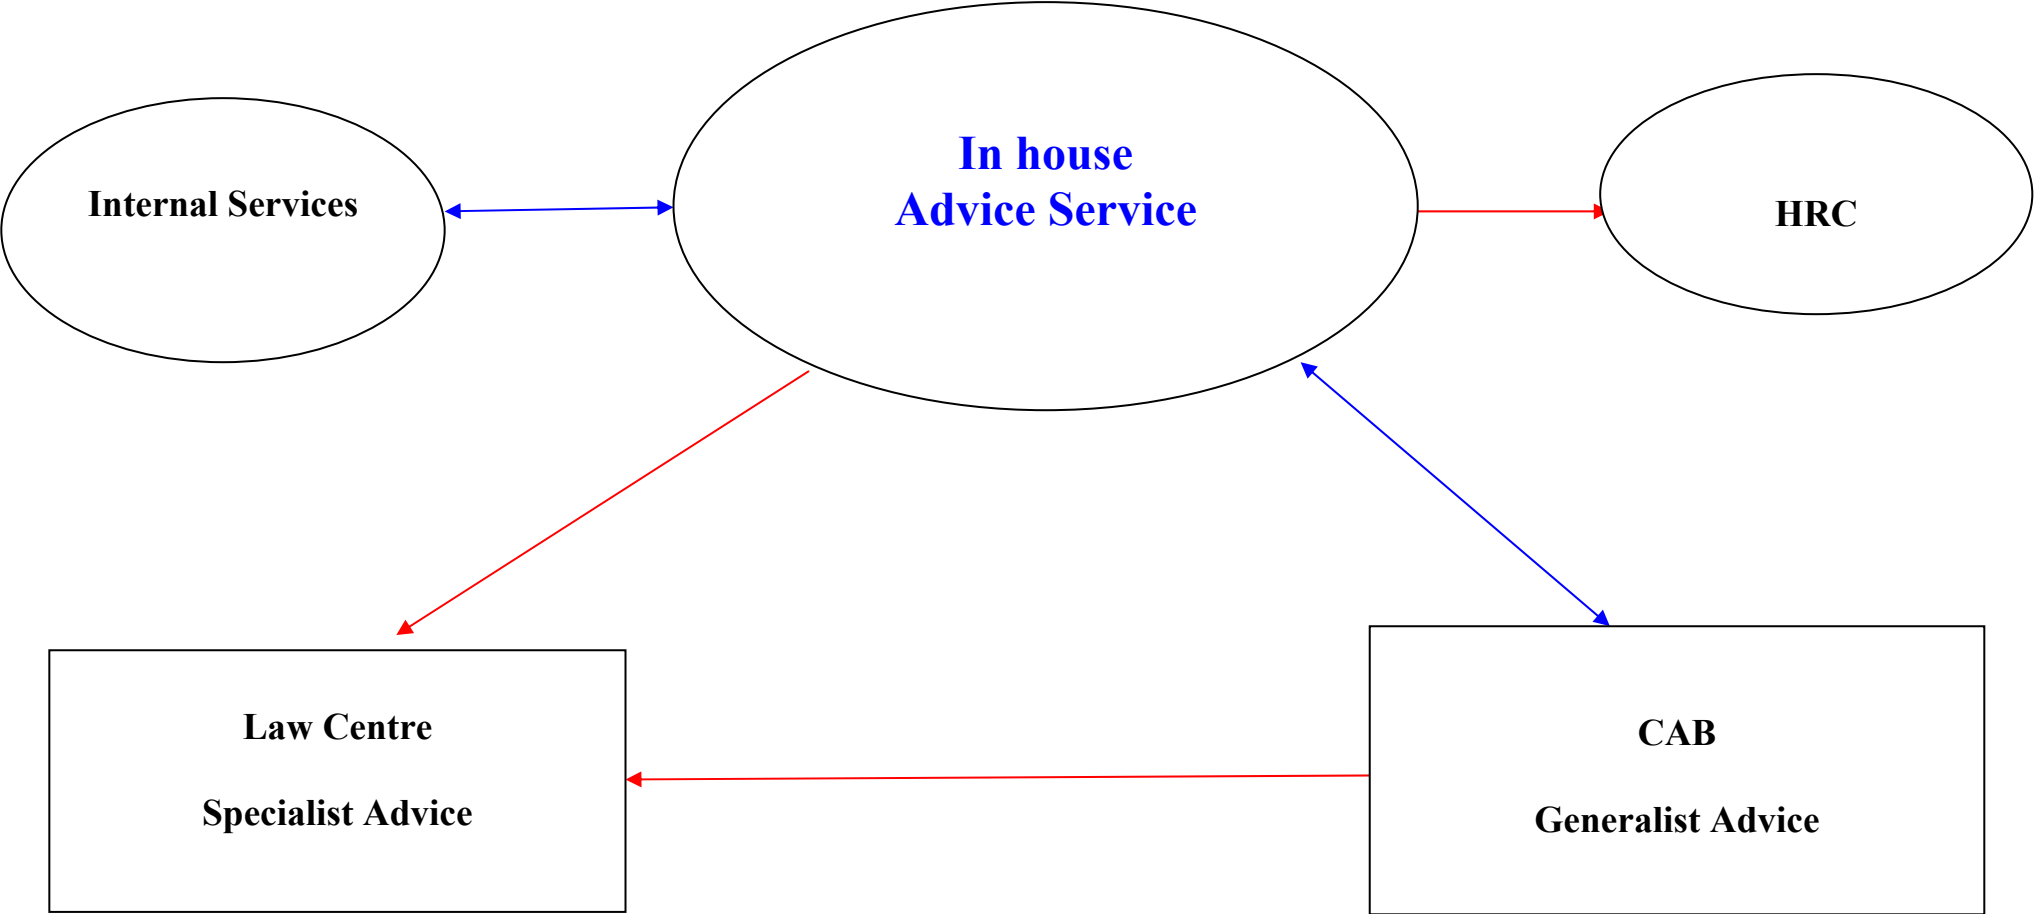 In house
Advice Service
Internal Services
HRC
Law Centre
Specialist Advice
CAB
Generalist Advice